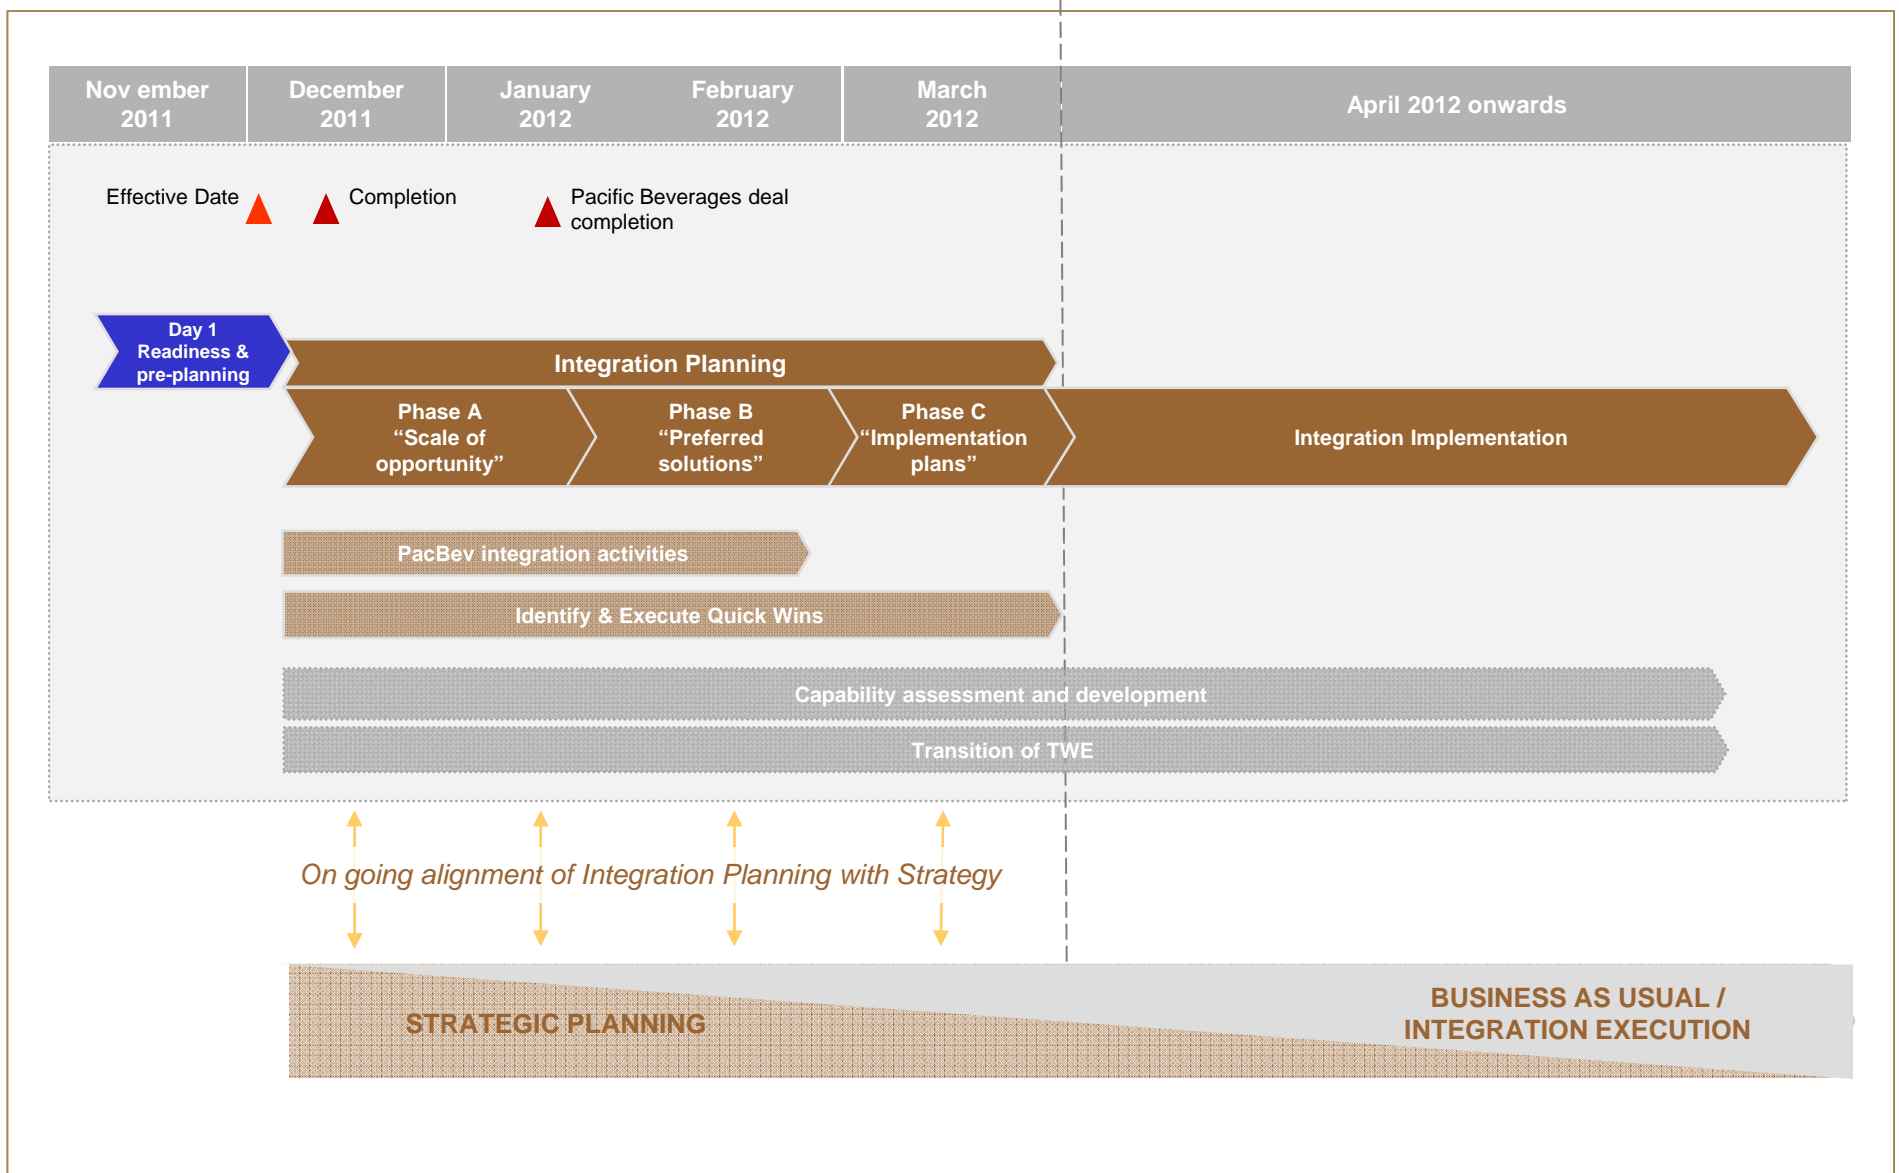 Nov ember
2011
December
2011
January
2012
February
2012
March
2012
April 2012 onwards
Effective Date
Completion
Pacific Beverages deal
completion
Day 1
Readiness &
pre-planning
Integration Planning
Phase A
“Scale of
opportunity”
Phase B
“Preferred
solutions”
Phase C
“Implementation
plans”
Integration Implementation
PacBev integration activities
Identify & Execute Quick Wins
Capability assessment and development
Transition of TWE
On going alignment of Integration Planning with Strategy
STRATEGIC PLANNING
BUSINESS AS USUAL /
INTEGRATION EXECUTION